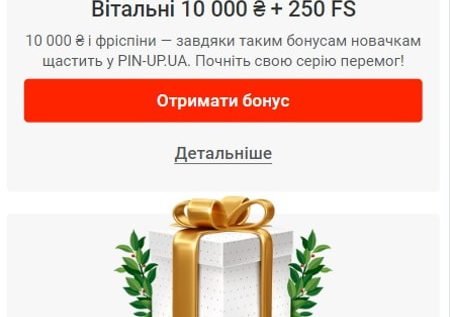 Вітальні 10 000 ₴ + 250 FS
10 000 ₴ і фріспіни — завдяки таким бонусам новачкам
щастить у PIN-UP.UA. Почніть свою серію перемог!
Отримати бонус
Детальніше